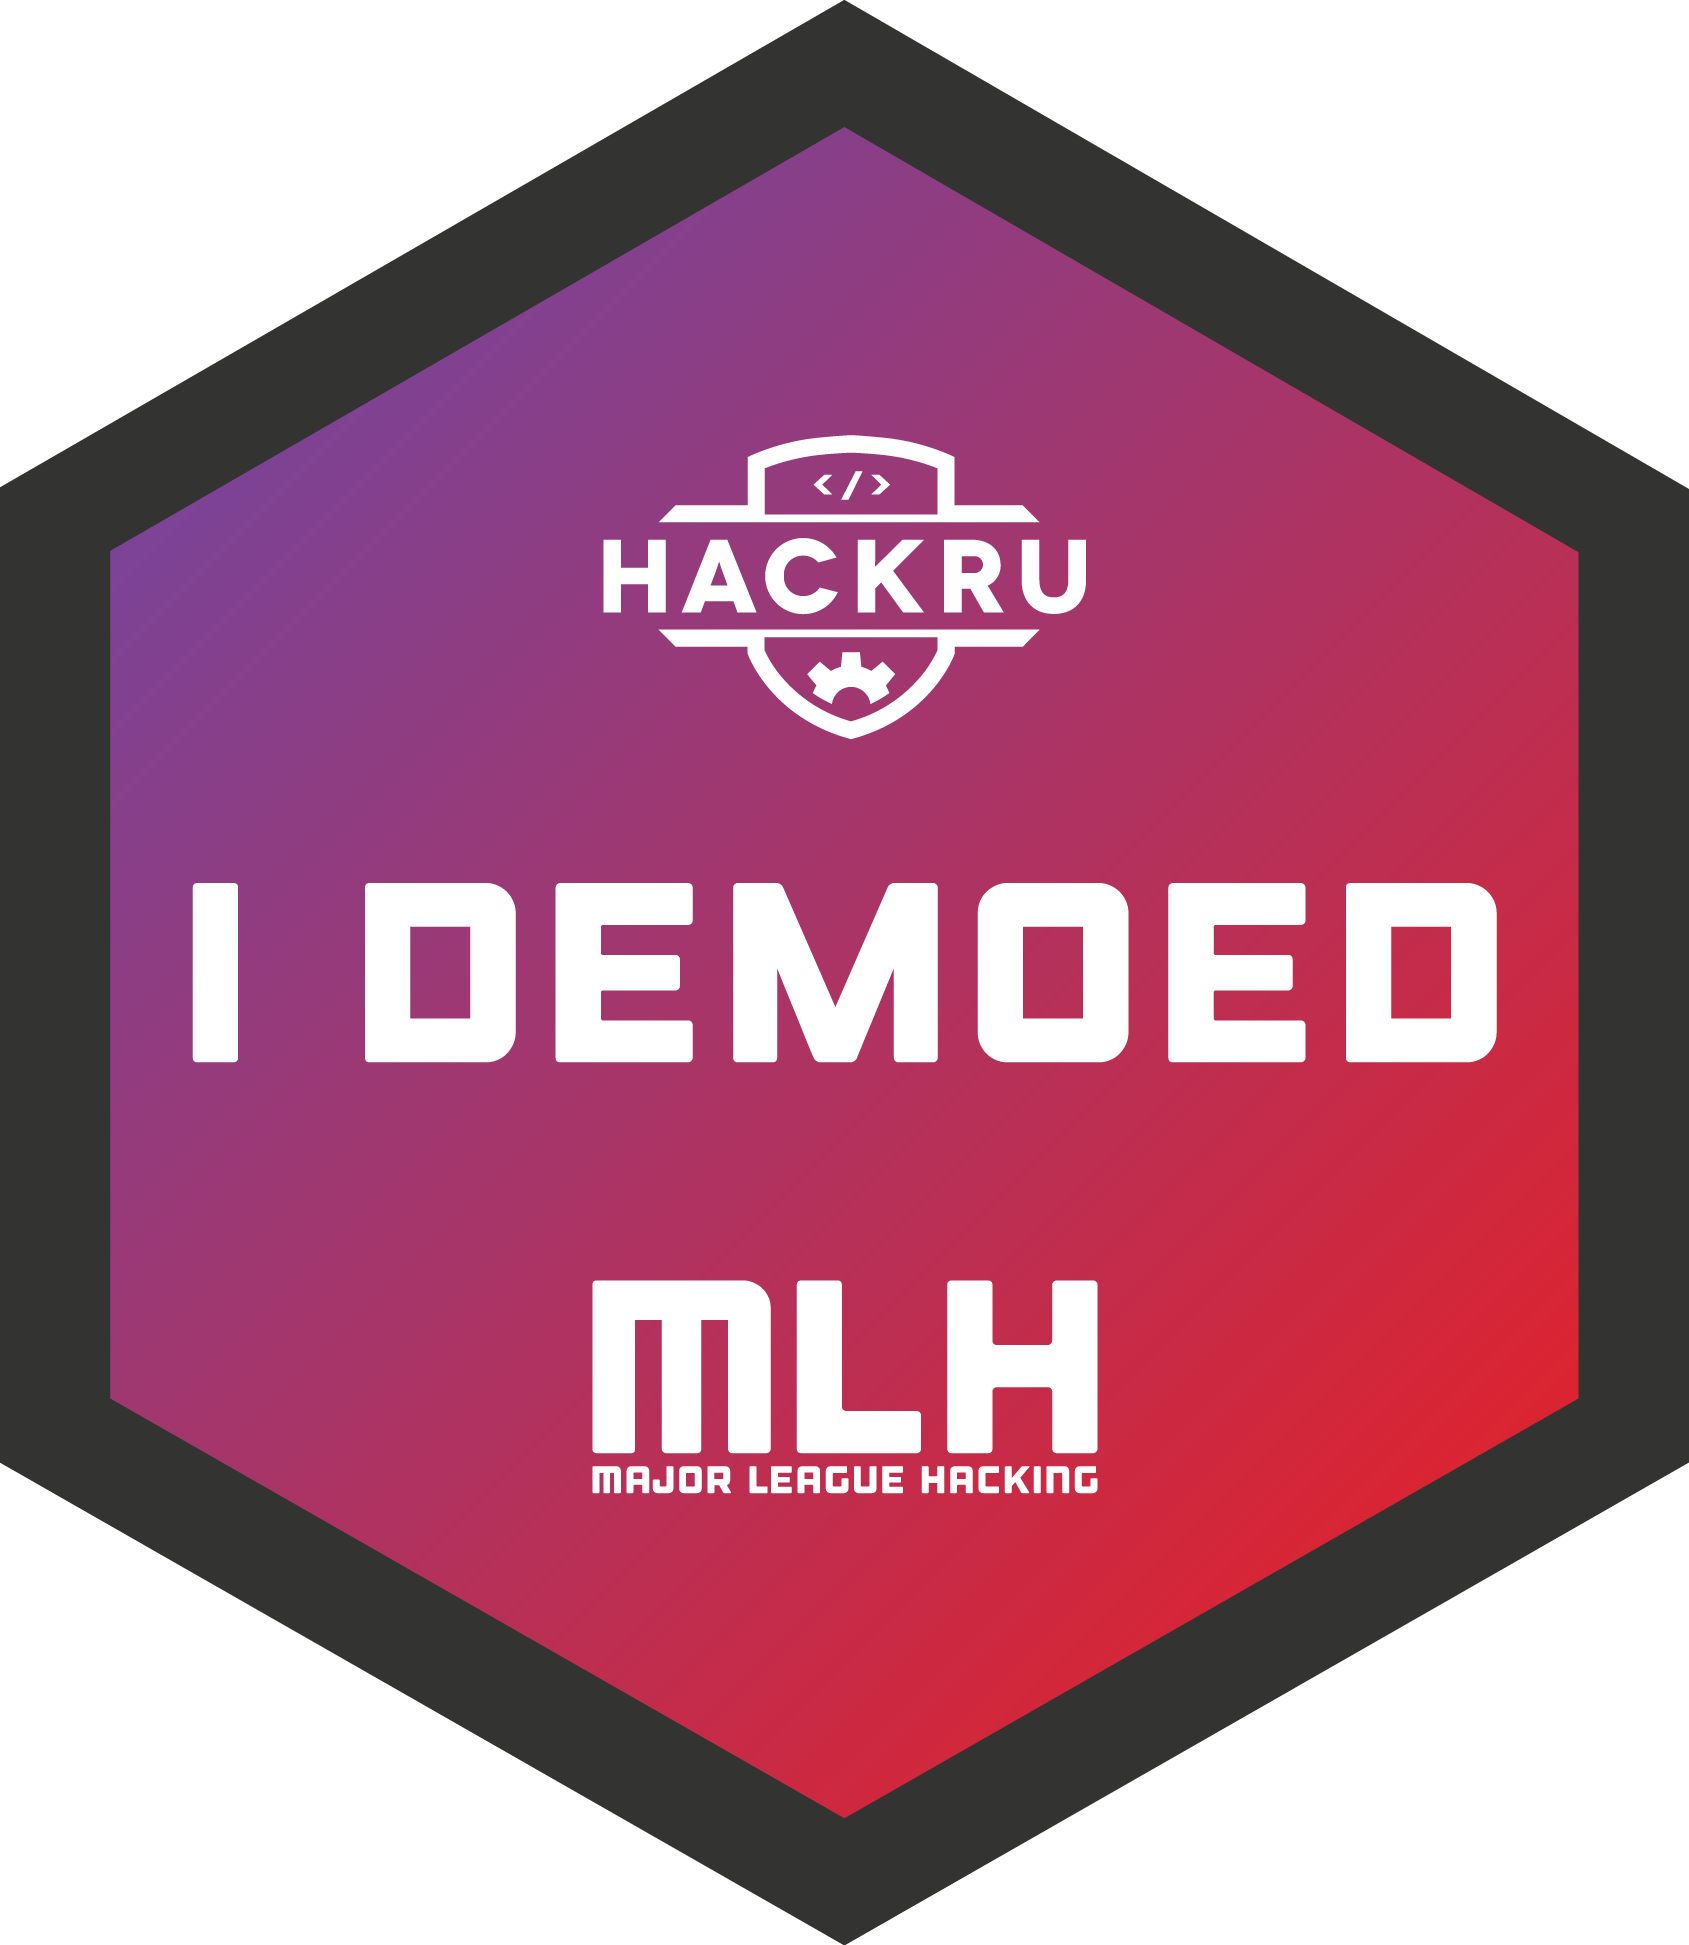 </>
HACKRU
I DEMOED
MLH
MAJOR LEAGUE HACKING